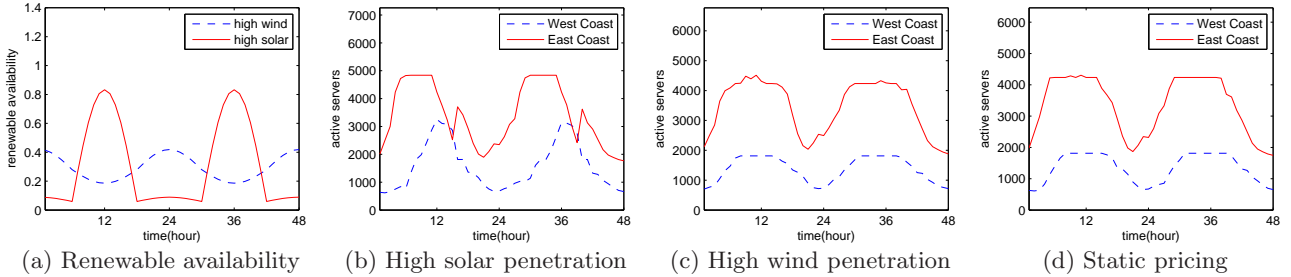 high wind
high solar
renewable availability
1.4
1.2
1
0.8
0.6
0.4
0.2
0
12
24
36
48
time(hour)
(a) Renewable availability
West Coast
East Coast
active servers
7000
6000
5000
4000
3000
2000
1000
0
12
24
36
48
time(hour)
(b) High solar penetration
West Coast
East Coast
active servers
6000
5000
4000
3000
2000
1000
0
12
24
36
48
time(hour)
(c) High wind penetration
West Coast
East Coast
active servers
6000
5000
4000
3000
2000
1000
0
12
24
36
48
time(hour)
(d) Static pricing